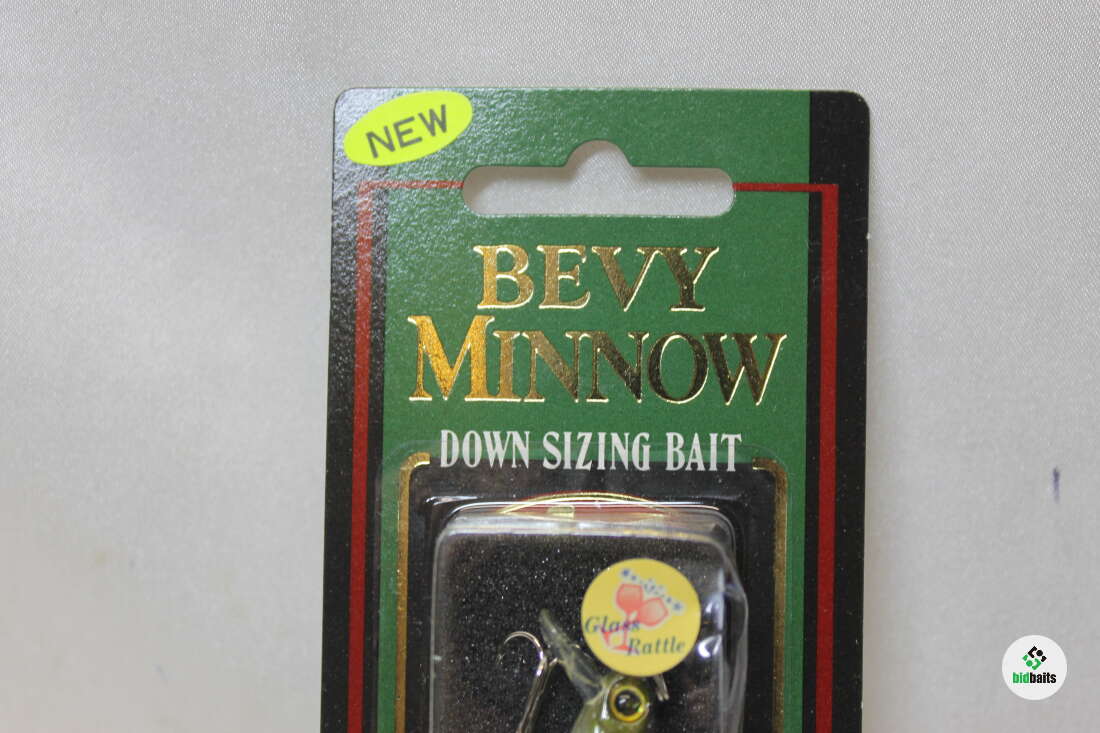 NEW
BEVY
MINNOW
DOWN SIZING BAIT
Glass
Rattle
bidbaits